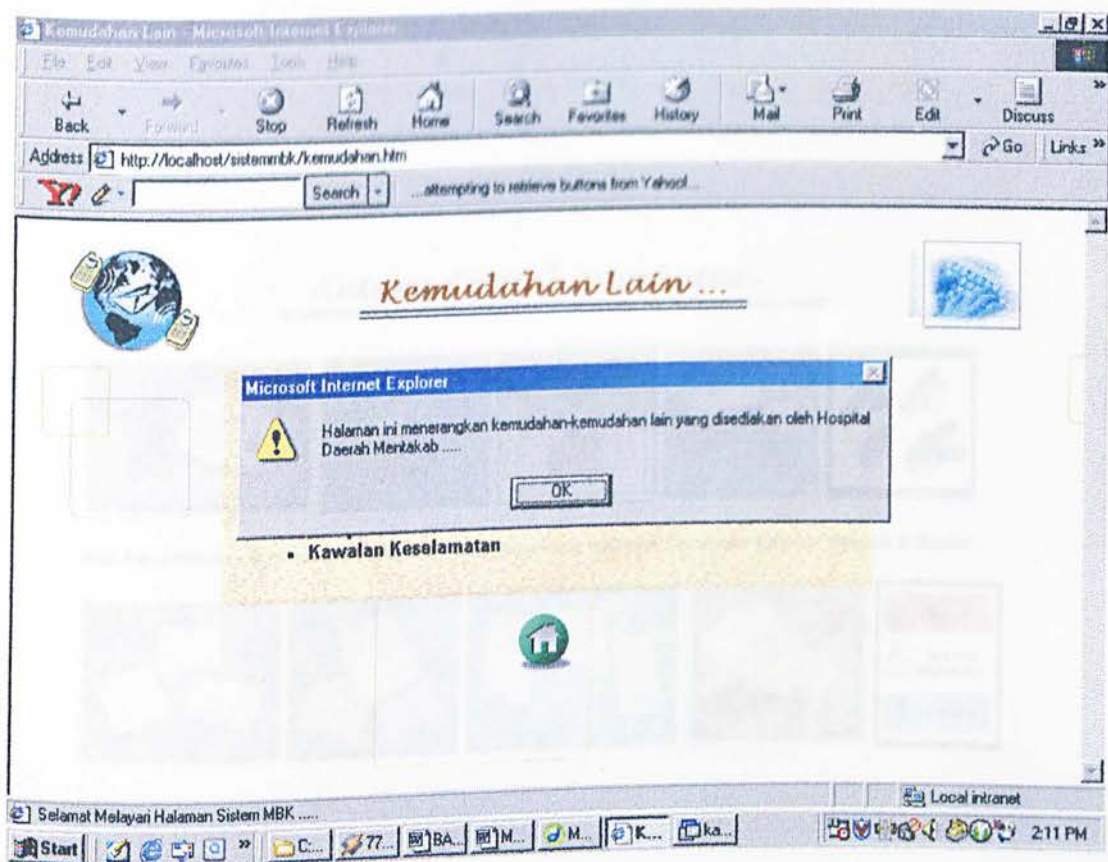 Kemudahan Lain - Microsoft Internet Explorer
File Edit View Favorites Tools Help
Back Forward Stop Refresh Home Search Favorites History Mail Print Edit Discuss »
Address http://localhost/sistemmbk/kemudahan.htm Go Links »
Y! Search ...attempting to retrieve buttons from Yahoo!...
Kemudahan Lain ...
Microsoft Internet Explorer
Halaman ini menerangkan kemudahan-kemudahan lain yang disediakan oleh Hospital
Daerah Mentakab .....
OK
• Kawalan Keselamatan
Local intranet
Selamat Melayari Halaman Sistem MBK .....
Start » C:... 77... BA... M... M... K... ka... 2:11 PM